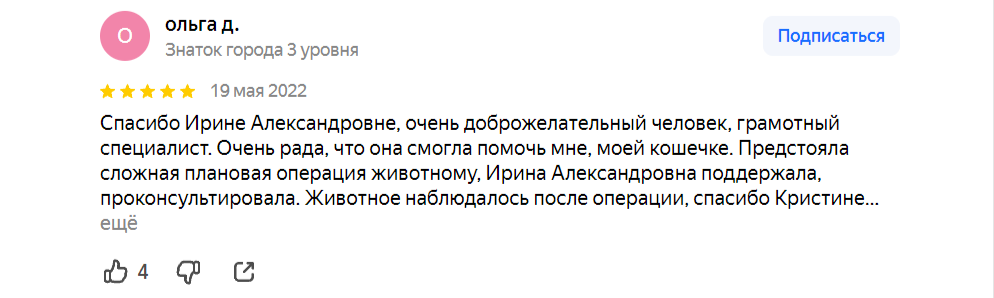 О
ольга д.
Знаток города 3 уровня
Подписаться
19 мая 2022
Спасибо Ирине Александровне, очень доброжелательный человек, грамотный
специалист. Очень рада, что она смогла помочь мне, моей кошечке. Предстояла
сложная плановая операция животному, Ирина Александровна поддержала,
проконсультировала. Животное наблюдалось после операции, спасибо Кристине...
ещё
4